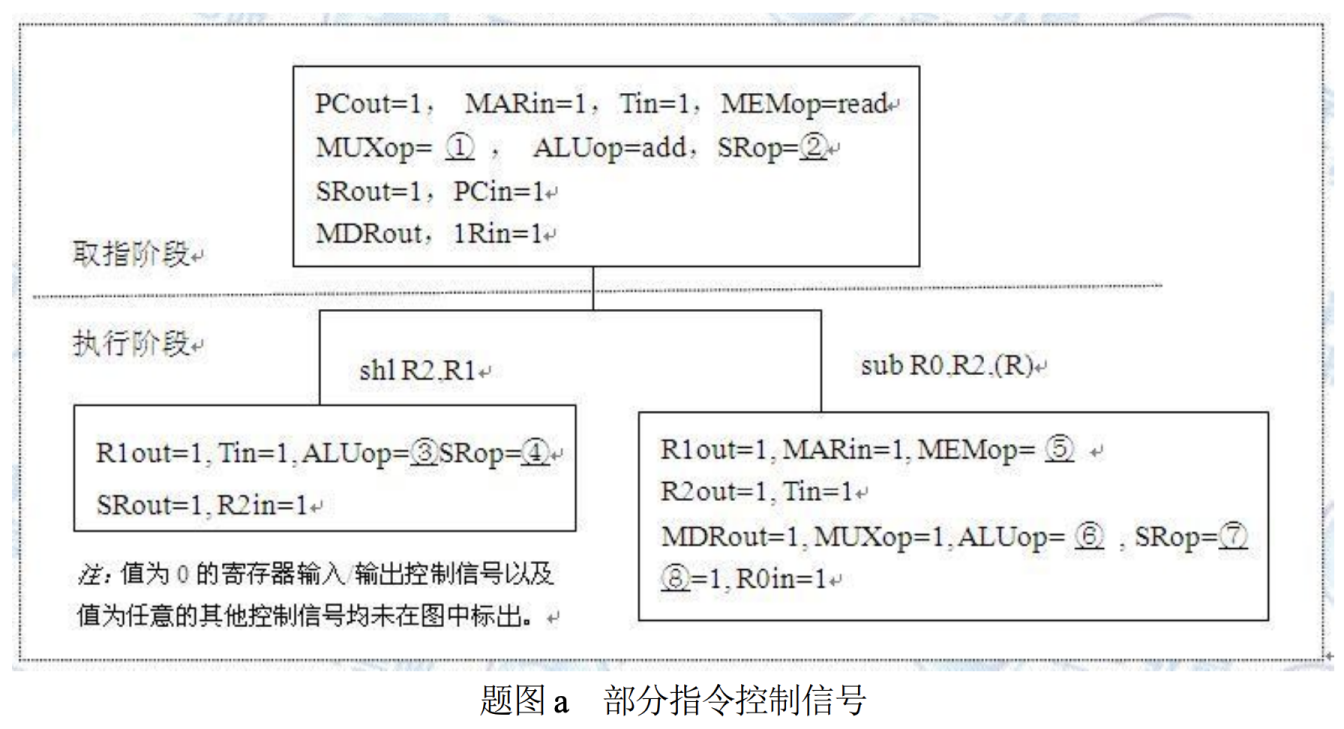 PCout=1, MARin=1, Tin=1, MEMop=read
MUXop= ① , ALUop=add, SRop=②
SRout=1, PCin=1
MDRout, 1Rin=1
取指阶段
执行阶段
shl R2,R1
sub R0,R2,(R)
R1out=1, Tin=1, ALUop=③SRop=④
SRout=1, R2in=1
R1out=1, MARin=1, MEMop= ⑤
R2out=1, Tin=1
MDRout=1, MUXop=1, ALUop= ⑥ , SRop=⑦
⑧=1, R0in=1
注:值为 0 的寄存器输入/输出控制信号以及
值为任意的其他控制信号均未在图中标出。
题图 a 部分指令控制信号